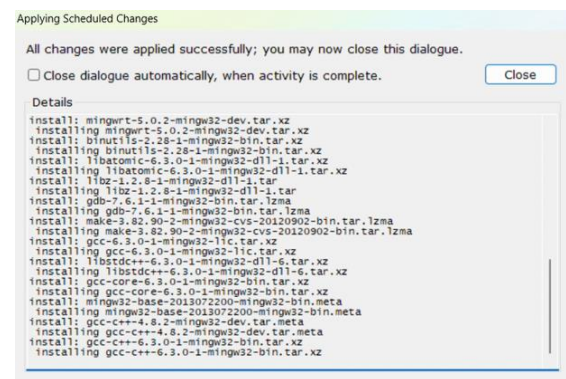 Applying Scheduled Changes
All changes were applied successfully; you may now close this dialogue.
Close dialogue automatically, when activity is complete.
Close
Details
install: mingwrt-5.0.2-mingw32-dev.tar.xz
installing mingwrt-5.0.2-mingw32-dev.tar.xz
install: binutils-2.28-1-mingw32-bin.tar.xz
installing binutils-2.28-1-mingw32-bin.tar.xz
install: libatomic-6.3.0-1-mingw32-dll-1.tar.xz
installing libatomic-6.3.0-1-mingw32-dll-1.tar.xz
install: libz-1.2.8-1-mingw32-dll-1.tar
installing libz-1.2.8-1-mingw32-dll-1.tar
install: gdb-7.6.1-1-mingw32-bin.tar.lzma
installing gdb-7.6.1-1-mingw32-bin.tar.lzma
install: make-3.82.90-2-mingw32-cvs-20120902-bin.tar.lzma
installing make-3.82.90-2-mingw32-cvs-20120902-bin.tar.lzma
install: gcc-6.3.0-1-mingw32-lic.tar.xz
installing gcc-6.3.0-1-mingw32-lic.tar.xz
install: libstdc++-6.3.0-1-mingw32-dll-6.tar.xz
installing libstdc++-6.3.0-1-mingw32-dll-6.tar.xz
install: gcc-core-6.3.0-1-mingw32-bin.tar.xz
installing gcc-core-6.3.0-1-mingw32-bin.tar.xz
install: mingw32-base-2013072200-mingw32-bin.meta
installing mingw32-base-2013072200-mingw32-bin.meta
install: gcc-c++-4.8.2-mingw32-dev.tar.meta
installing gcc-c++-4.8.2-mingw32-dev.tar.meta
install: gcc-c++-6.3.0-1-mingw32-bin.tar.xz
installing gcc-c++-6.3.0-1-mingw32-bin.tar.xz